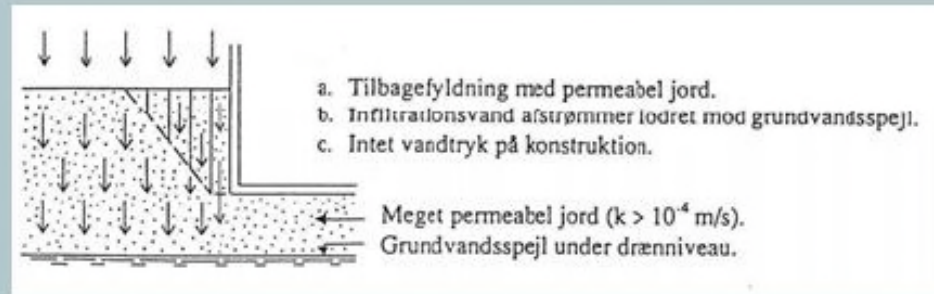 a. Tilbagefyldning med permeabel jord.
b. Infiltrationsvand afstrømmer lodret mod grundvandsspejl.
c. Intet vandtryk på konstruktion.
Meget permeabel jord (k > 10⁻⁴ m/s).
Grundvandsspejl under drænniveau.